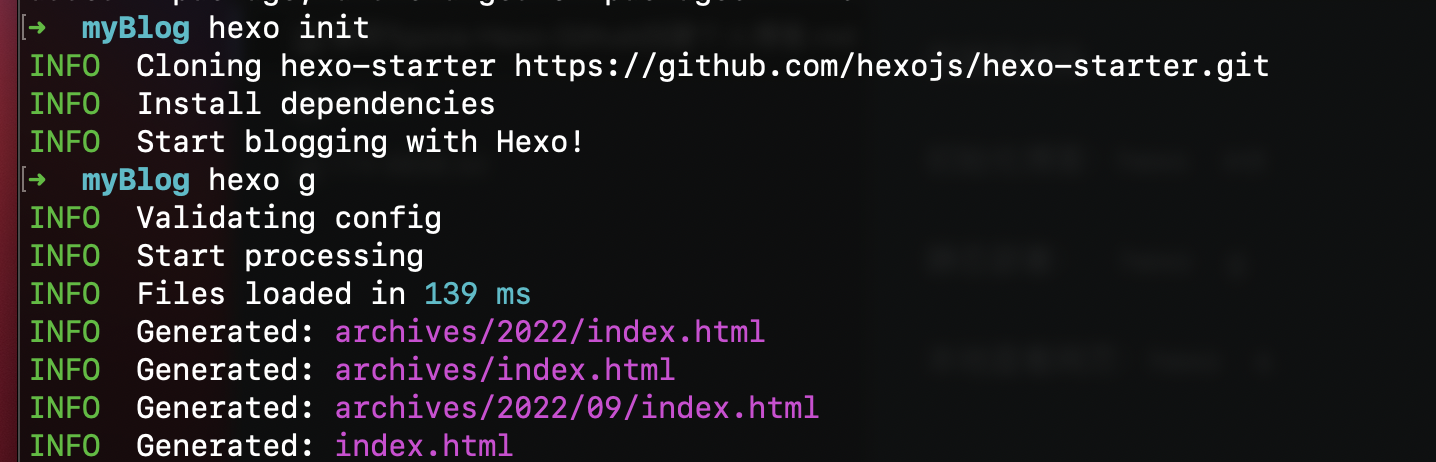 ➜  myBlog hexo init
INFO  Cloning hexo-starter https://github.com/hexojs/hexo-starter.git
INFO  Install dependencies
INFO  Start blogging with Hexo!
➜  myBlog hexo g
INFO  Validating config
INFO  Start processing
INFO  Files loaded in 139 ms
INFO  Generated: archives/2022/index.html
INFO  Generated: archives/index.html
INFO  Generated: archives/2022/09/index.html
INFO  Generated: index.html